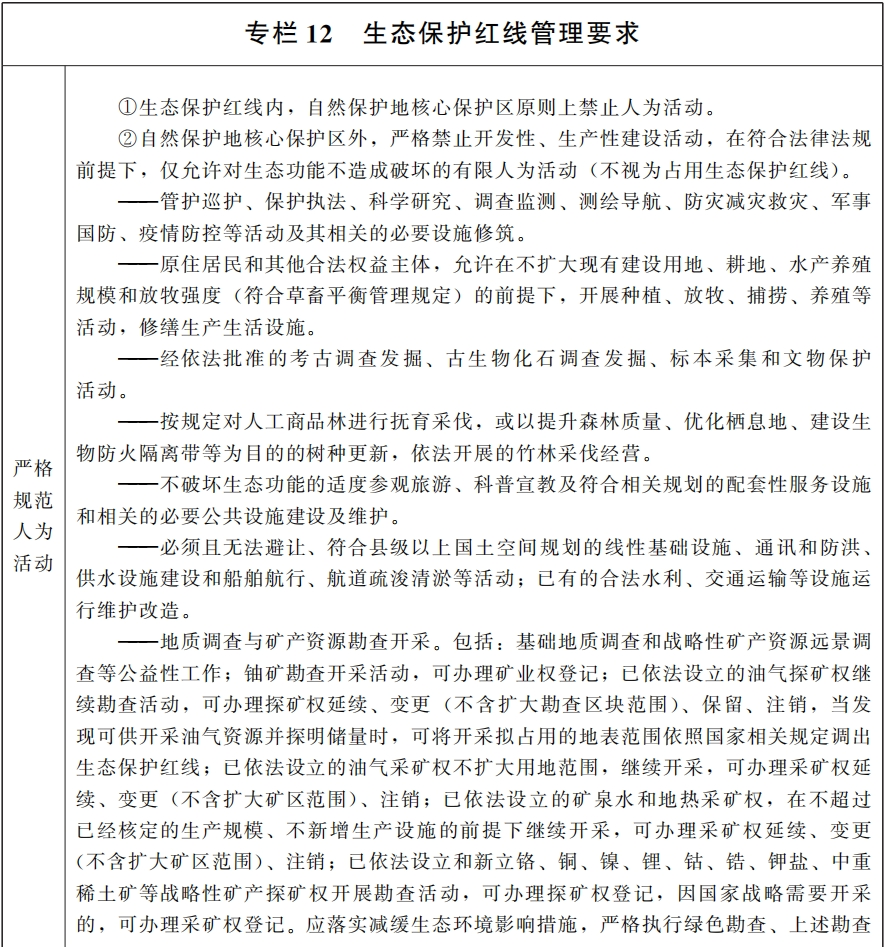 专栏 12 生态保护红线管理要求
①生态保护红线内，自然保护地核心保护区原则上禁止人为活动。
②自然保护地核心保护区外，严格禁止开发性、生产性建设活动，在符合法律法规
前提下，仅允许对生态功能不造成破坏的有限人为活动（不视为占用生态保护红线）。
——管护巡护、保护执法、科学研究、调查监测、测绘导航、防灾减灾救灾、军事
国防、疫情防控等活动及其相关的必要设施修筑。
——原住居民和其他合法权益主体，允许在不扩大现有建设用地、耕地、水产养殖
规模和放牧强度（符合草畜平衡管理规定）的前提下，开展种植、放牧、捕捞、养殖等
活动，修缮生产生活设施。
——经依法批准的考古调查发掘、古生物化石调查发掘、标本采集和文物保护
活动。
——按规定对人工商品林进行抚育采伐，或以提升森林质量、优化栖息地、建设生
物防火隔离带等为目的的树种更新，依法开展的竹林采伐经营。
——不破坏生态功能的适度参观旅游、科普宣教及符合相关规划的配套性服务设施
和相关的必要公共设施建设及维护。
——必须且无法避让、符合县级以上国土空间规划的线性基础设施、通讯和防洪、
供水设施建设和船舶航行、航道疏浚清淤等活动；已有的合法水利、交通运输等设施运
行维护改造。
——地质调查与矿产资源勘查开采。包括：基础地质调查和战略性矿产资源远景调
查等公益性工作；铀矿勘查开采活动，可办理矿业权登记；已依法设立的油气探矿权继
续勘查活动，可办理探矿权延续、变更（不含扩大勘查区块范围）、保留、注销，当发
现可供开采油气资源并探明储量时，可将开采拟占用的地表范围依照国家相关规定调出
生态保护红线；已依法设立的油气采矿权不扩大用地范围，继续开采，可办理采矿权延
续、变更（不含扩大矿区范围）、注销；已依法设立的矿泉水和地热采矿权，在不超过
已经核定的生产规模、不新增生产设施的前提下继续开采，可办理采矿权延续、变更
（不含扩大矿区范围）、注销；已依法设立和新立铬、铜、镍、锂、钴、锆、钾盐、中重
稀土矿等战略性矿产探矿权开展勘查活动，可办理探矿权登记，因国家战略需要开采
的，可办理采矿权登记。应落实减缓生态环境影响措施，严格执行绿色勘查、上述勘查
严格
规范
人为
活动